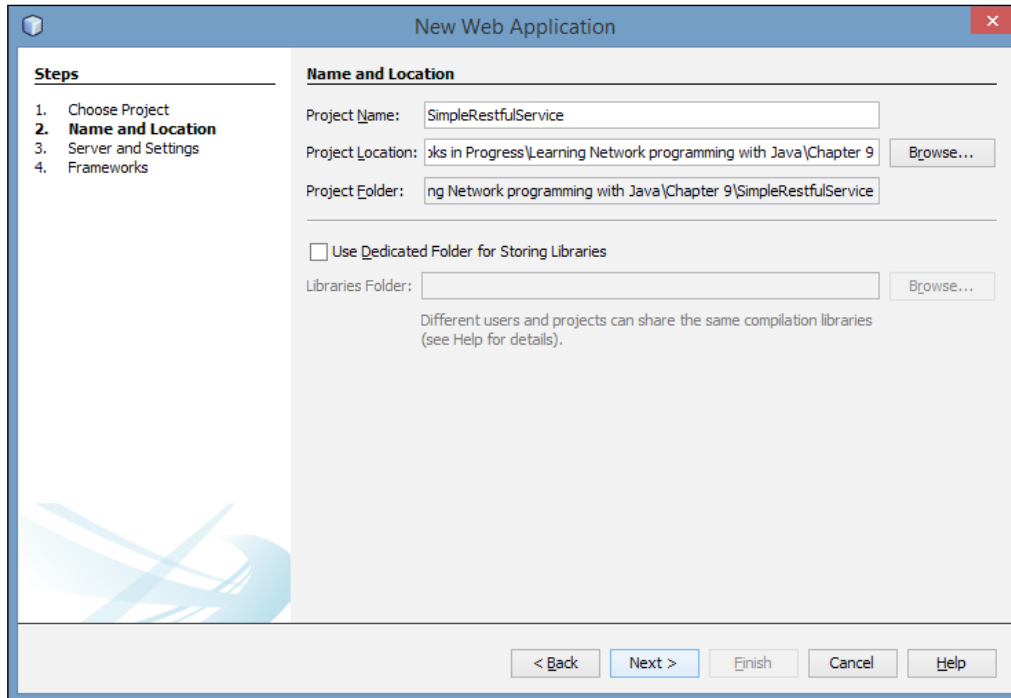 New Web Application
Steps
1. Choose Project
2. Name and Location
3. Server and Settings
4. Frameworks
Name and Location
Project Name: SimpleRestfulService
Project Location: oks in Progress\Learning Network programming with Java\Chapter 9 Browse...
Project Folder: ng Network programming with Java\Chapter 9\SimpleRestfulService
Use Dedicated Folder for Storing Libraries
Libraries Folder: Browse...
Different users and projects can share the same compilation libraries
(see Help for details).
< Back Next > Finish Cancel Help